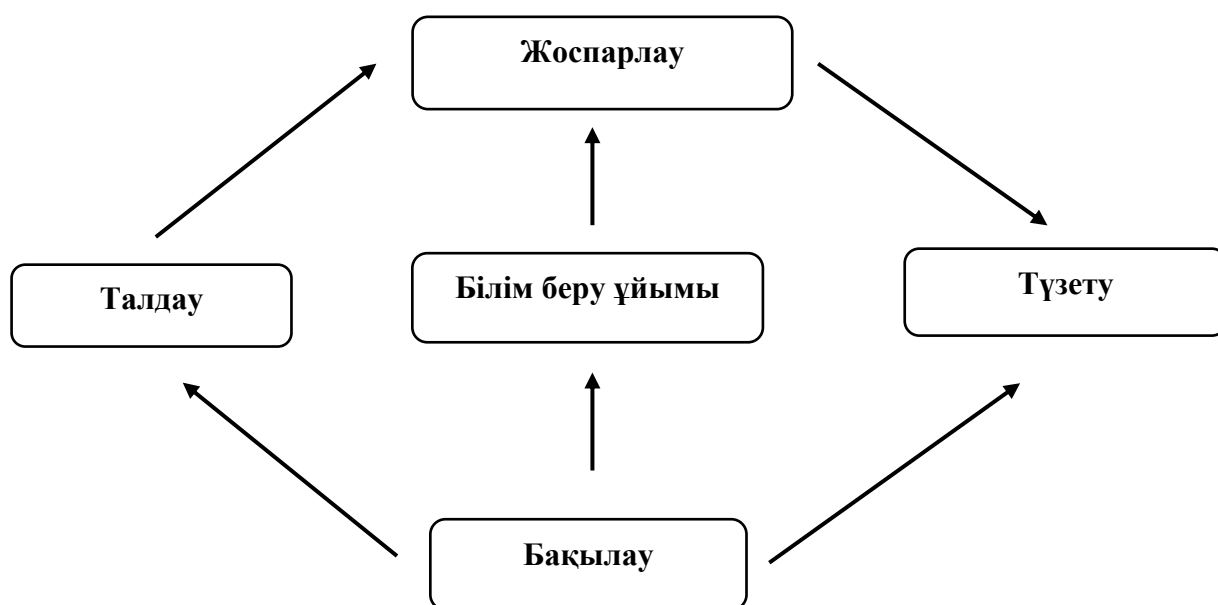 Жоспарлау
Талдау
Білім беру ұйымы
Түзету
Бақылау